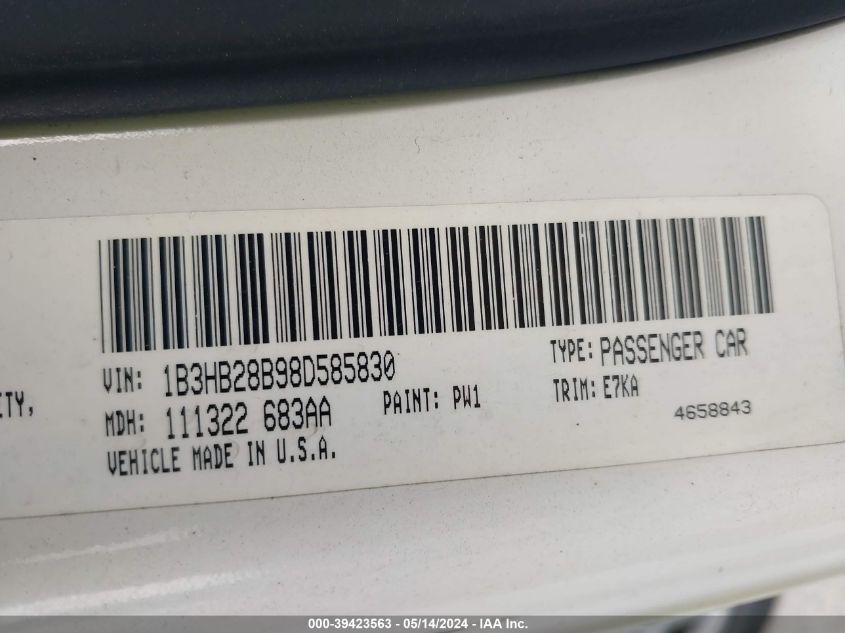 VIN: 1B3HB28B98D585830
TYPE: PASSENGER CAR
ITY,
MDH: 111322 683AA
PAINT: PW1
TRIM: E7KA
4658843
VEHICLE MADE IN U.S.A.
000-39423563 - 05/14/2024 - IAA Inc.